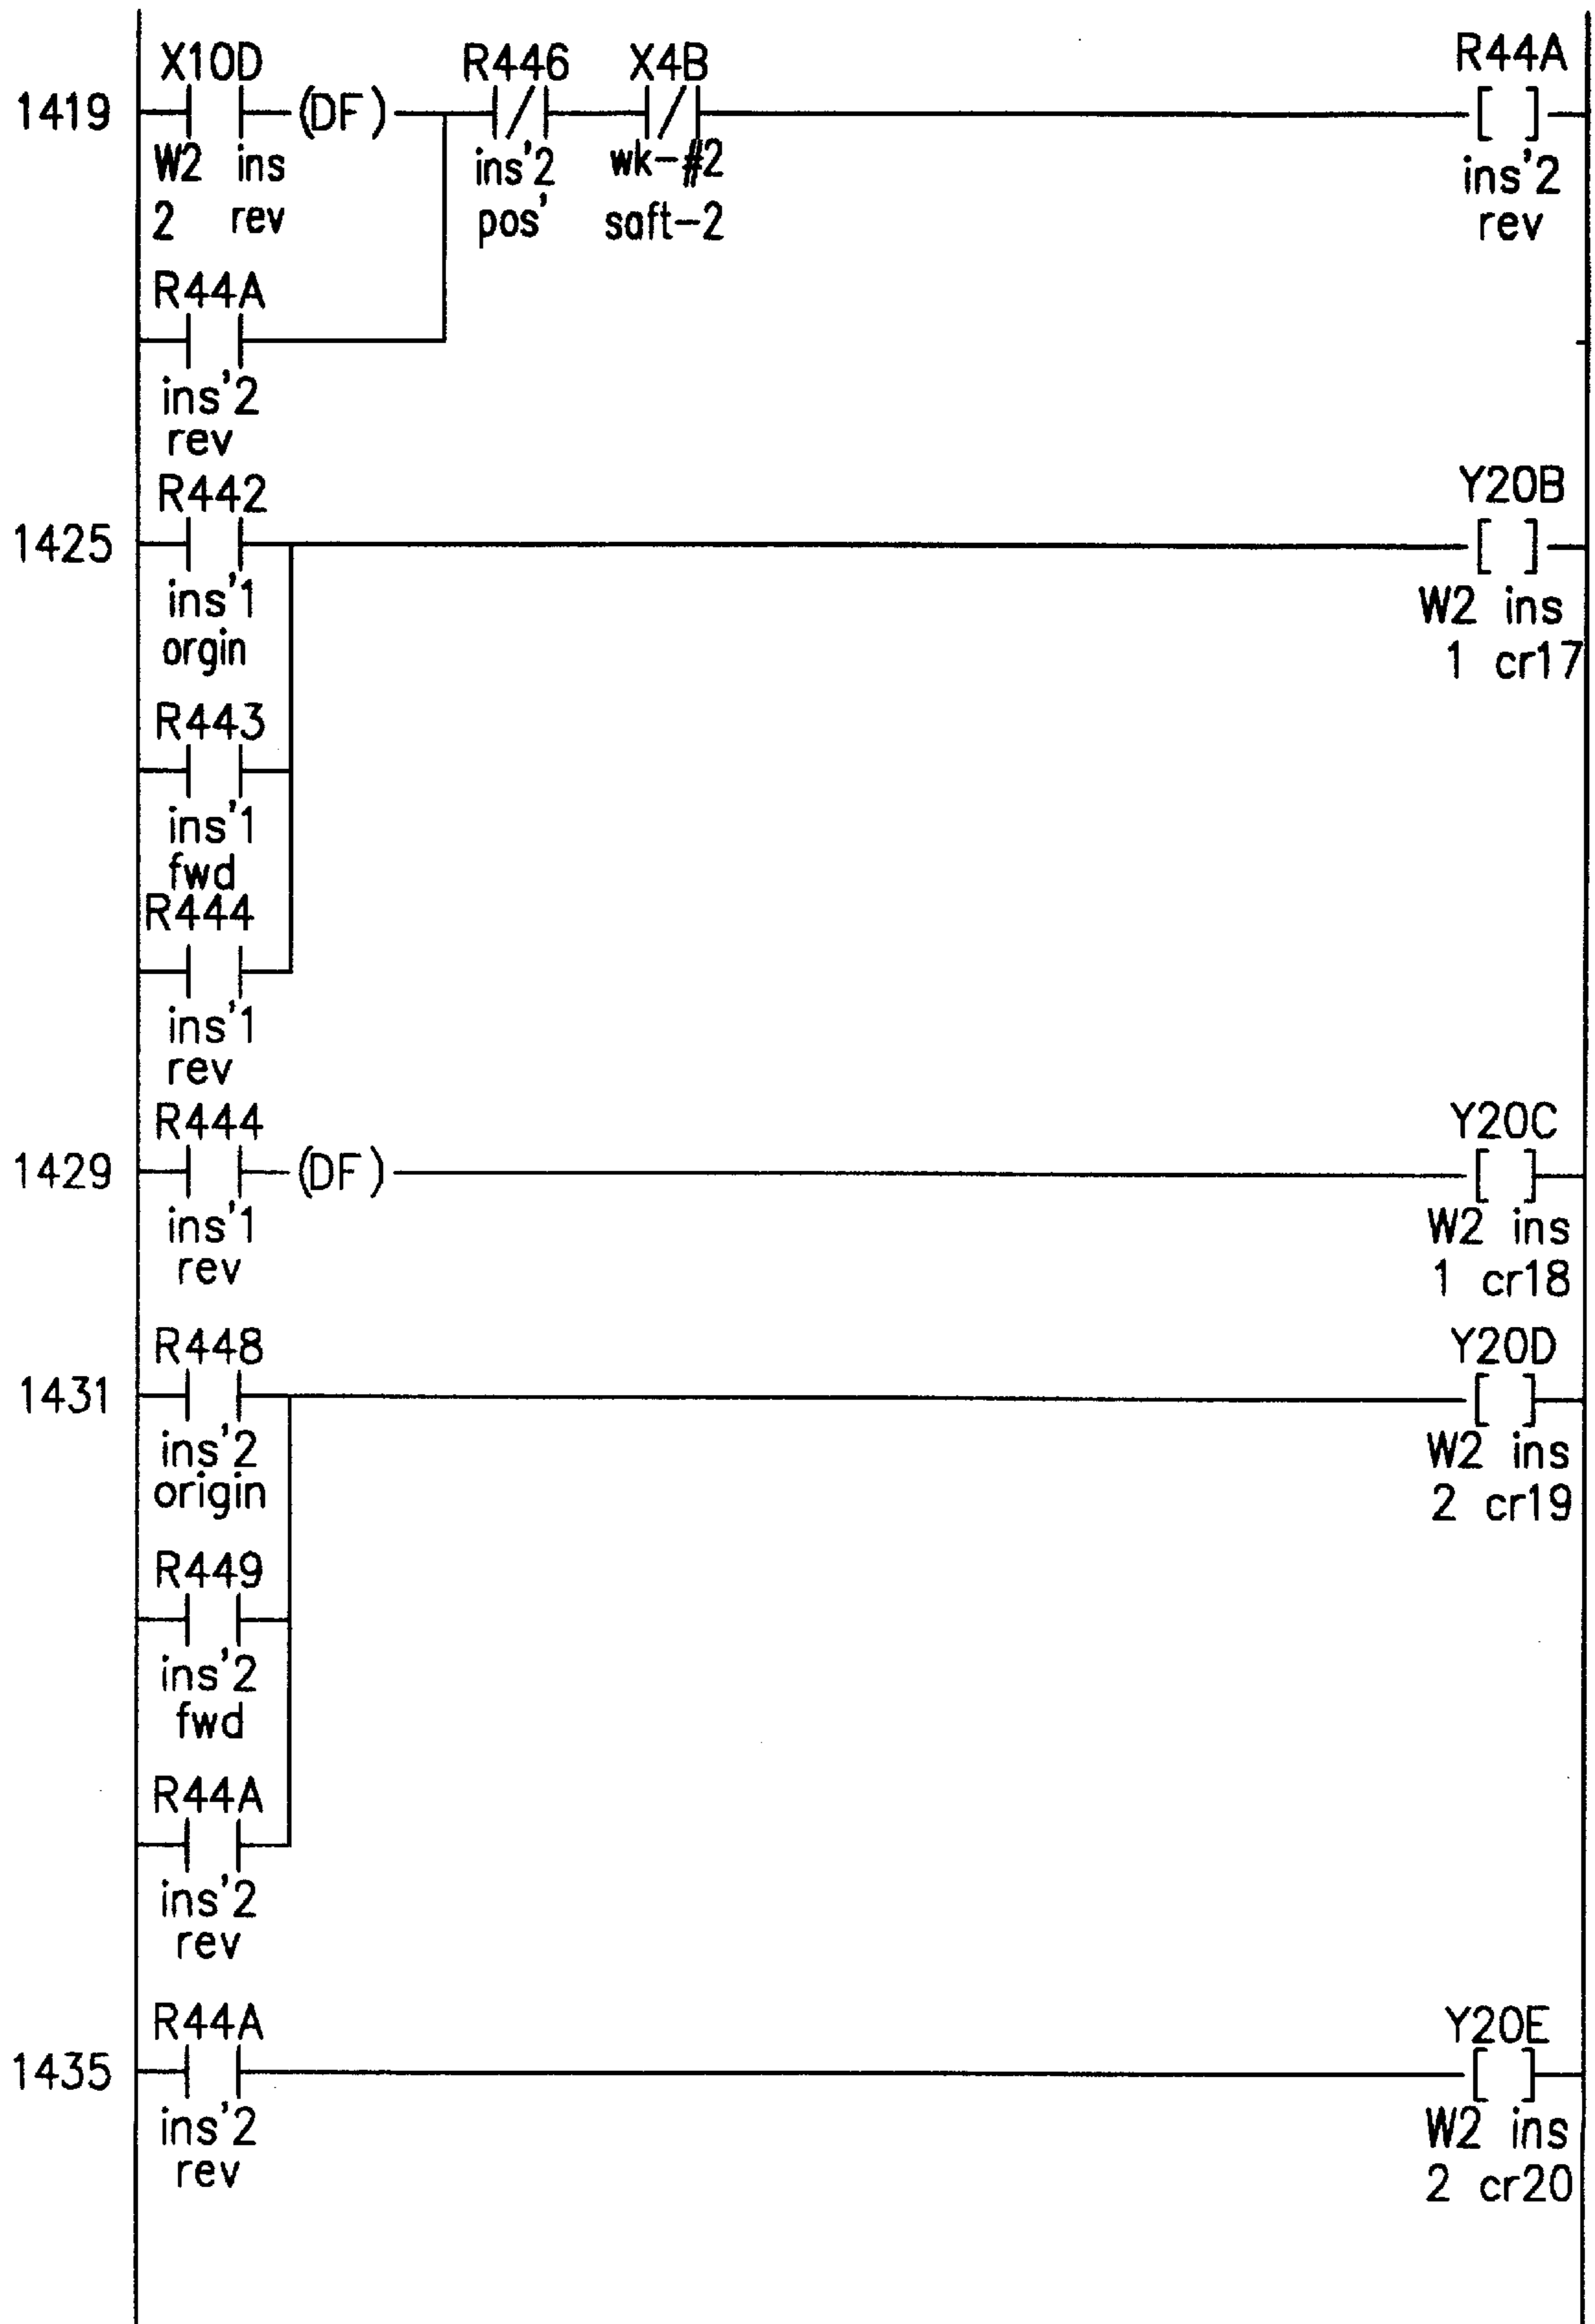 X10D R446 X4B R44A
1419 (DF)
W2 ins ins'2 wk-#2 ins'2
2 rev pos' saft-2 rev
R44A
ins'2
rev
R442 Y20B
1425
ins'1 W2 ins
orgin 1 cr17
R443
ins'1
fwd
R444
ins'1
rev
R444 Y20C
1429 (DF)
ins'1 W2 ins
rev 1 cr18
R448 Y20D
1431
ins'2 W2 ins
origin 2 cr19
R449
ins'2
fwd
R44A
ins'2
rev
R44A Y20E
1435
ins'2 W2 ins
rev 2 cr20